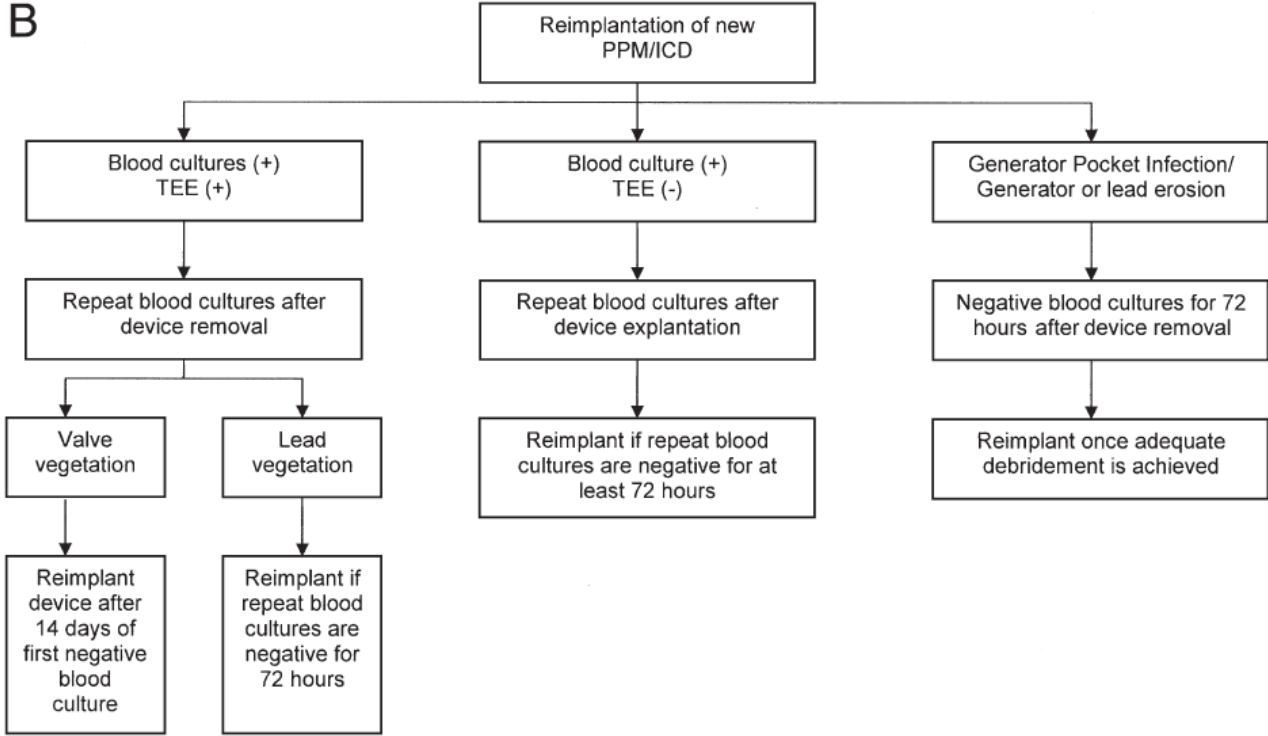 B
Reimplantation of new
PPM/ICD
Blood cultures (+)
TEE (+)
Blood culture (+)
TEE (-)
Generator Pocket Infection/
Generator or lead erosion
Repeat blood cultures after
device removal
Repeat blood cultures after
device explantation
Negative blood cultures for 72
hours after device removal
Valve
vegetation
Lead
vegetation
Reimplant if repeat blood
cultures are negative for at
least 72 hours
Reimplant once adequate
debridement is achieved
Reimplant
device after
14 days of
first negative
blood
culture
Reimplant if
repeat blood
cultures are
negative for
72 hours